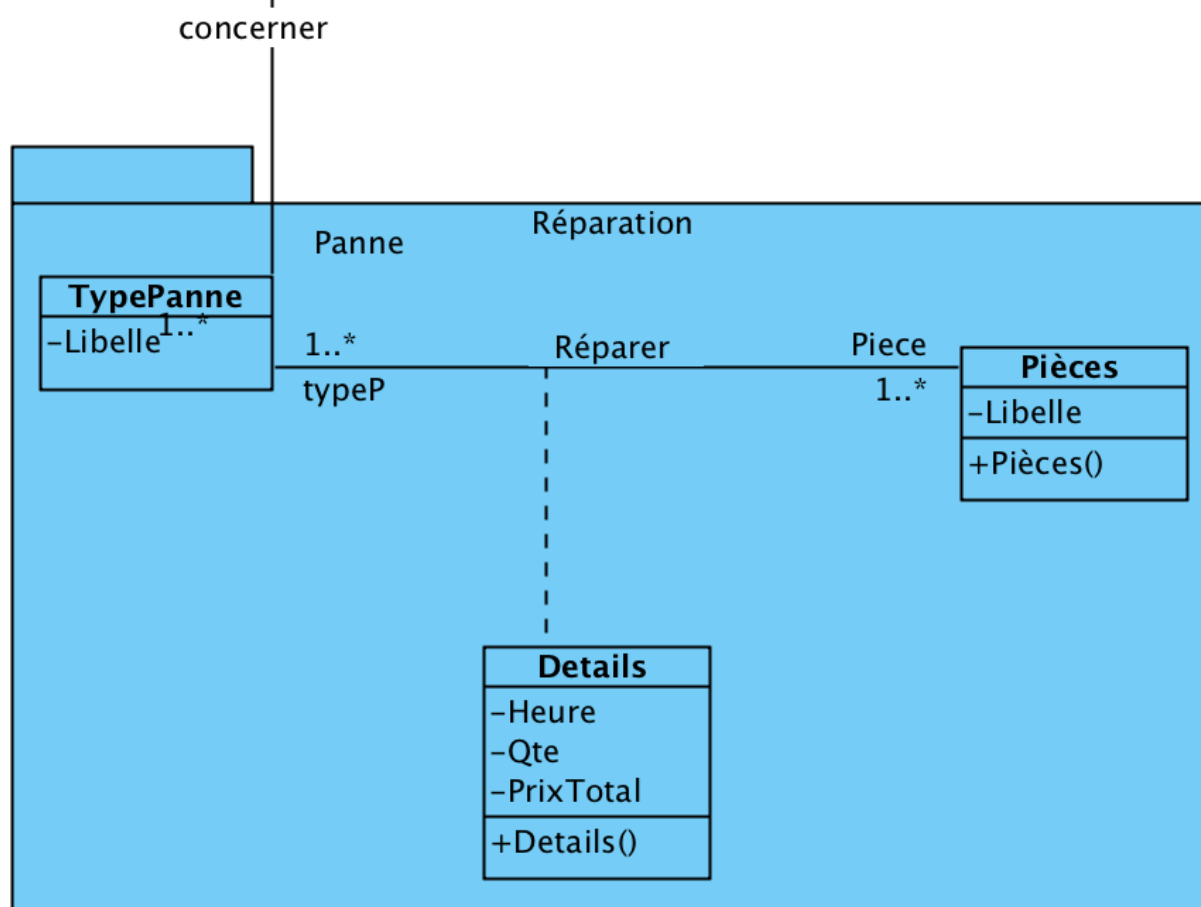 concerner
Réparation
Panne
TypePanne
-Libelle
1..*
1..*
typeP
Réparer
Piece
1..*
Pièces
-Libelle
+Pièces()
Details
-Heure
-Qte
-PrixTotal
+Details()